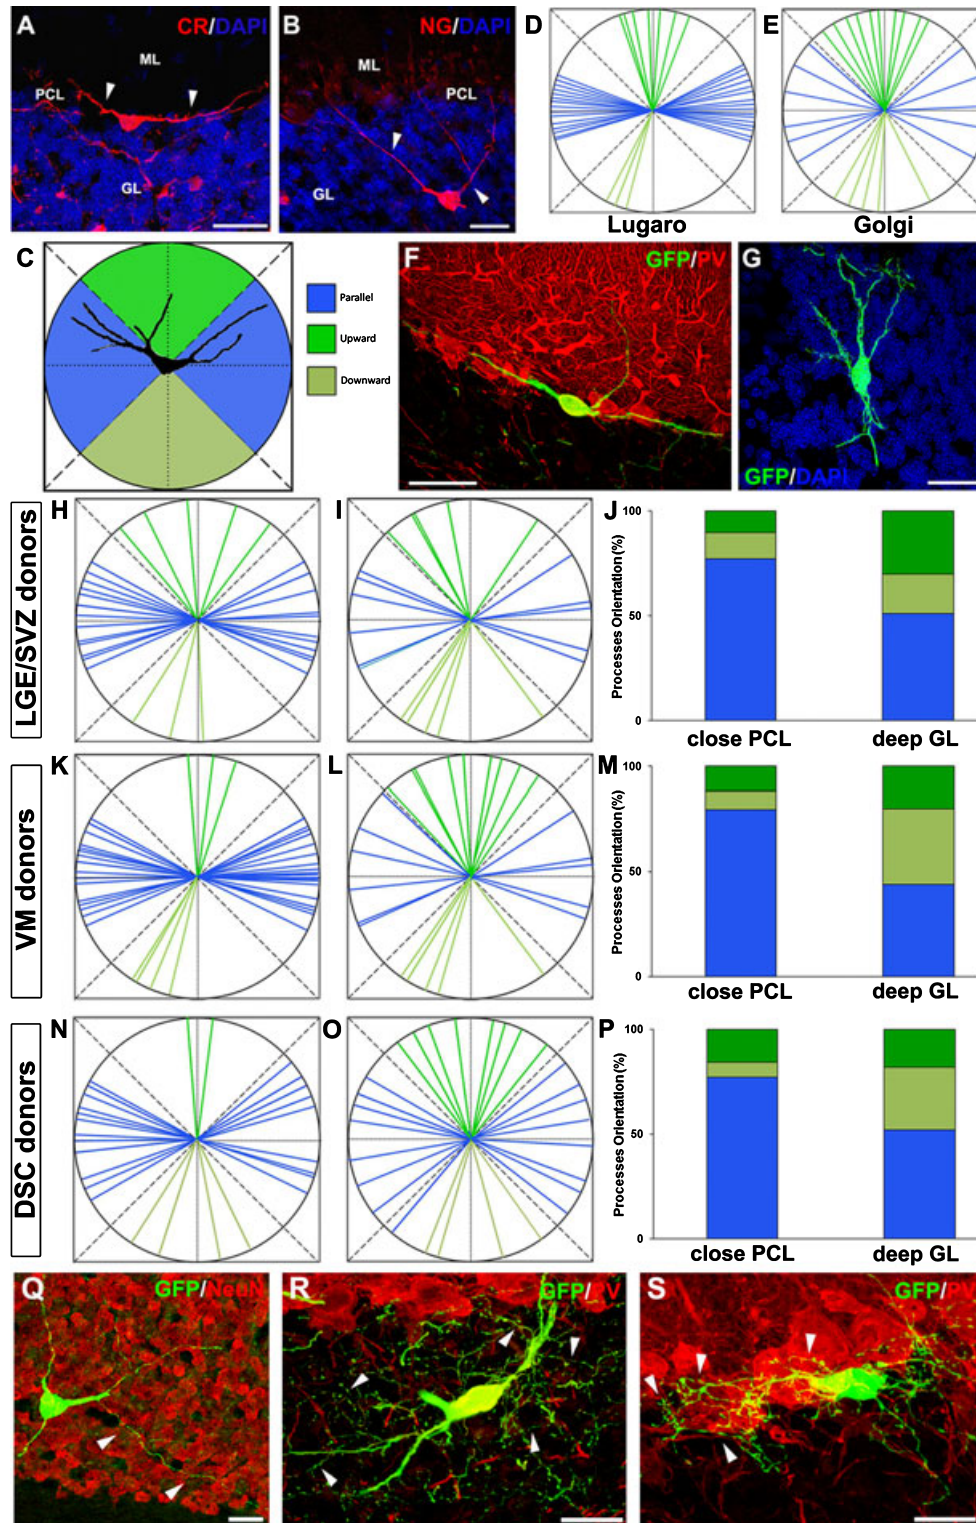 A CR/DAPI
ML
PCL
GL
B NG/DAPI
ML
PCL
GL
D
Lugaro
E
Golgi
C
Parallel
Upward
Downward
F GFP/PV
G
GFP/DAPI
LGE/SVZ donors
H
I
J
Processes Orientation (%)
100
50
0
close PCL
deep GL
VM donors
K
L
M
Processes Orientation (%)
100
50
0
close PCL
deep GL
DSC donors
N
O
P
Processes Orientation (%)
100
50
0
close PCL
deep GL
Q GFP/NeuN
R GFP/PV
S GFP/PV